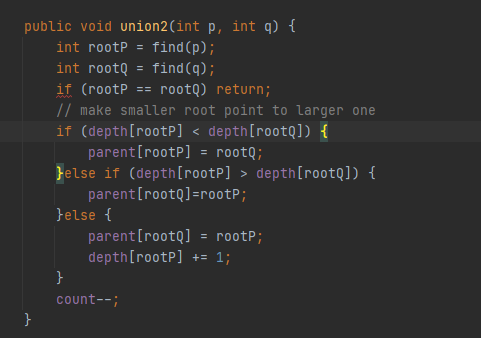 public void union2(int p, int q) {
    int rootP = find(p);
    int rootQ = find(q);
    if (rootP == rootQ) return;
    // make smaller root point to larger one
    if (depth[rootP] < depth[rootQ]) {
        parent[rootP] = rootQ;
    }else if (depth[rootP] > depth[rootQ]) {
        parent[rootQ]=rootP;
    }else {
        parent[rootQ] = rootP;
        depth[rootP] += 1;
    }
    count--;
}